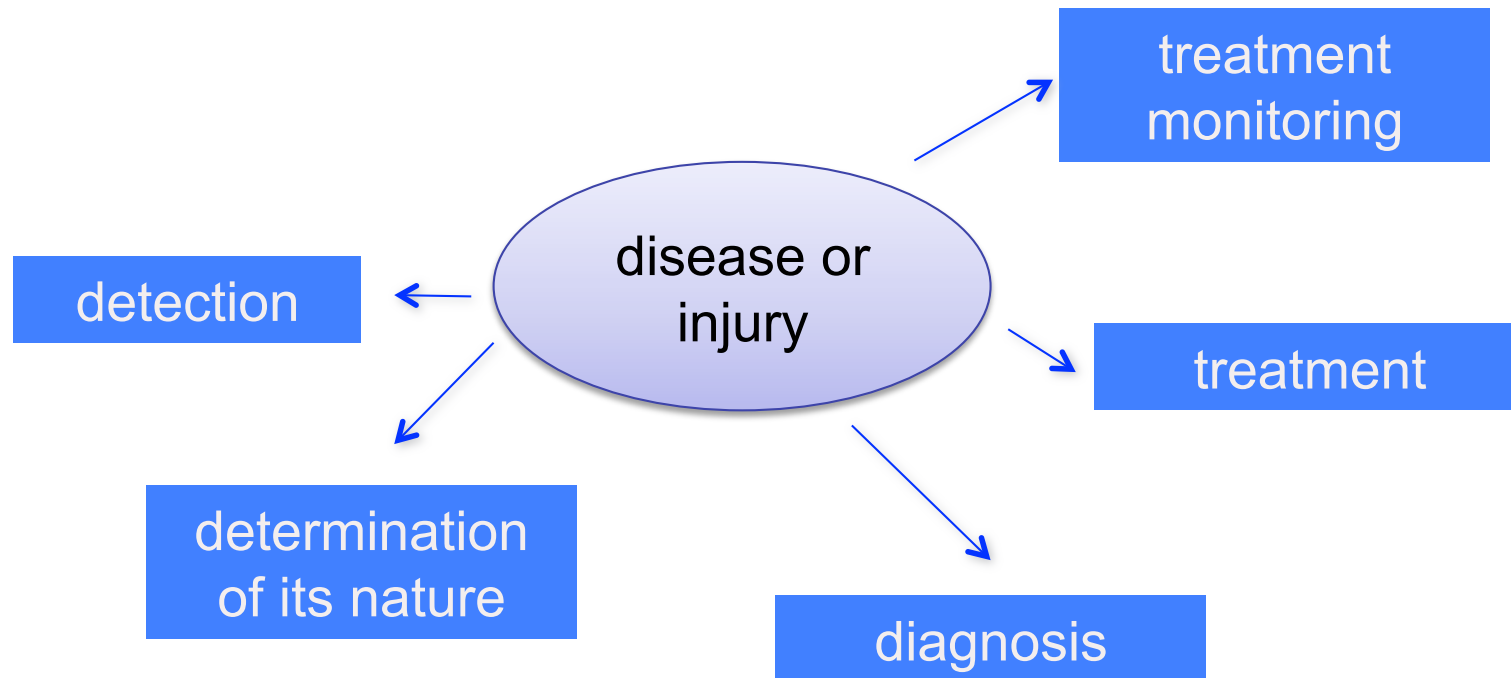 treatment
monitoring
disease or
injury
detection
treatment
determination
of its nature
diagnosis